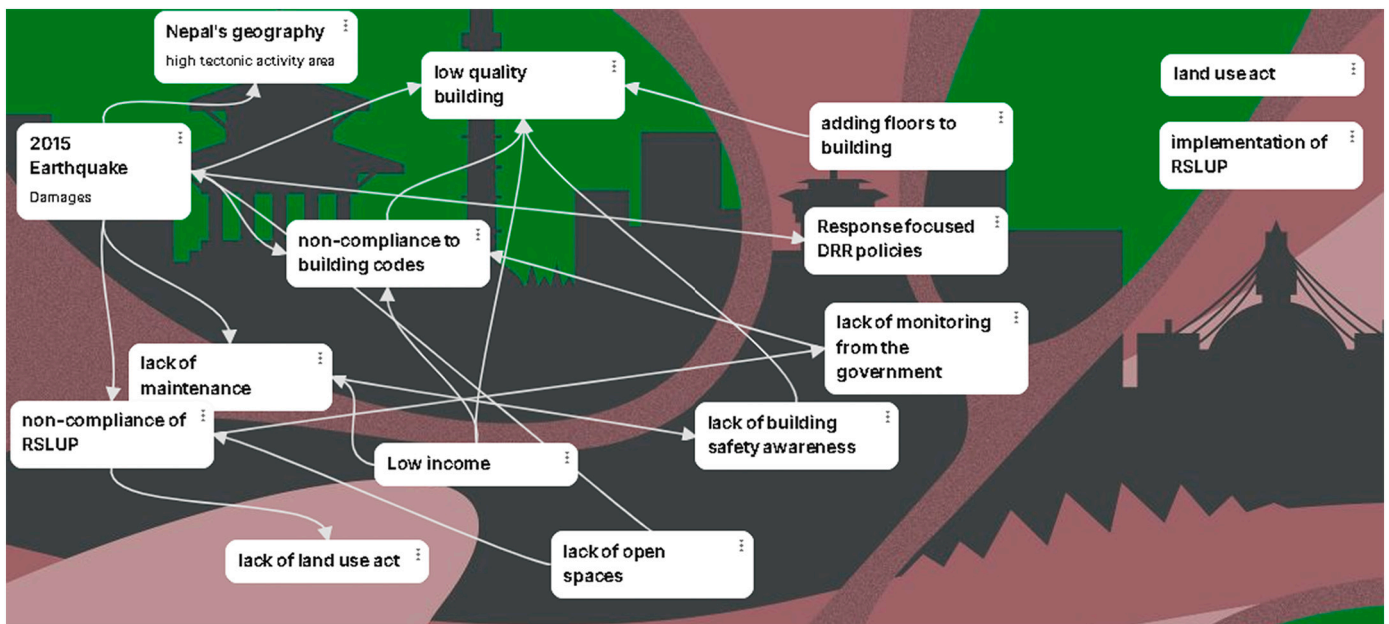 Nepal's geography
high tectonic activity area
low quality
building
land use act
adding floors to
building
2015
Earthquake
Damages
implementation of
RSLUP
non-compliance to
building codes
Response focused
DRR policies
lack of monitoring
from the
government
lack of
maintenance
non-compliance of
RSLUP
lack of building
safety awareness
Low income
lack of land use act
lack of open
spaces